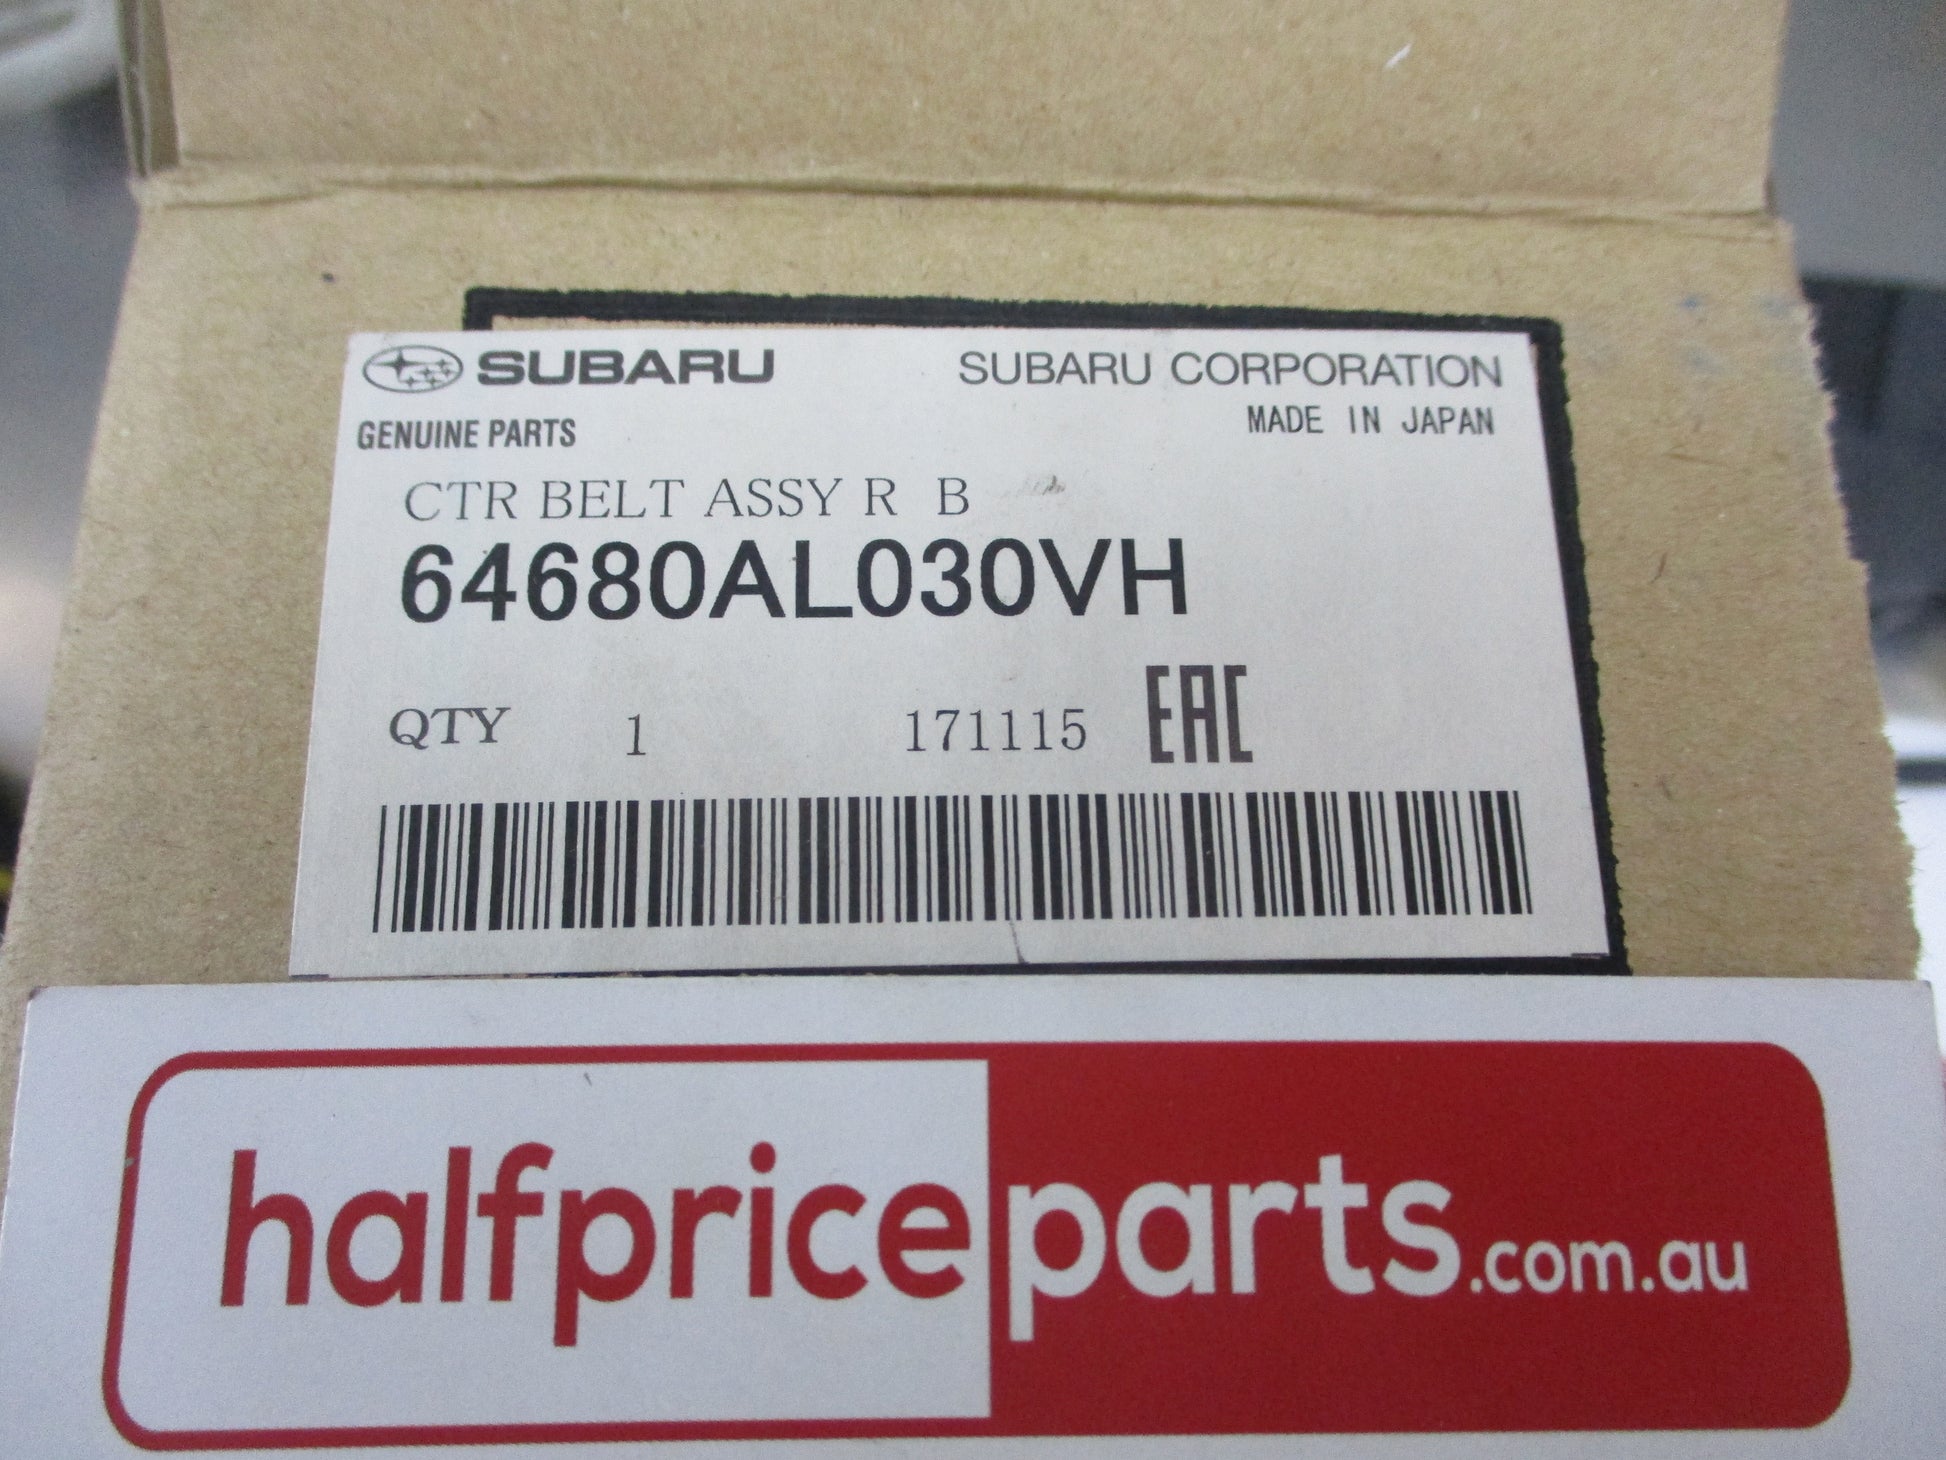 SUBARU SUBARU CORPORATION
GENUINE PARTS MADE IN JAPAN
CTR BELT ASSY R B
64680AL030VH
QTY 1 171115 EAC
halfpriceparts.com.au